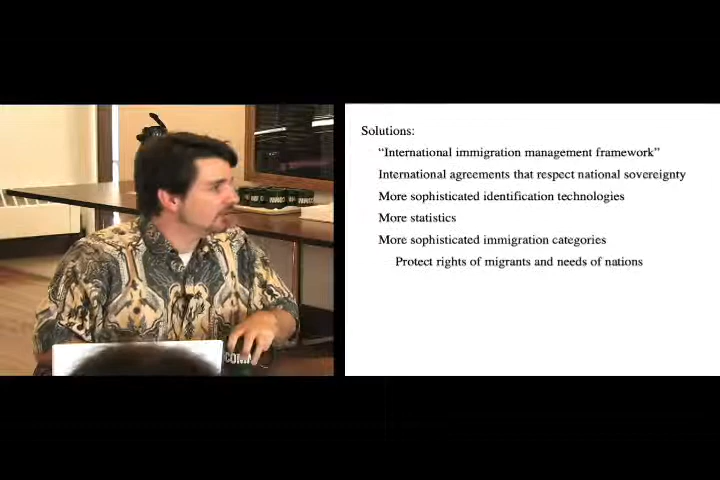 Solutions:
“International immigration management framework”
International agreements that respect national sovereignty
More sophisticated identification technologies
More statistics
More sophisticated immigration categories
Protect rights of migrants and needs of nations